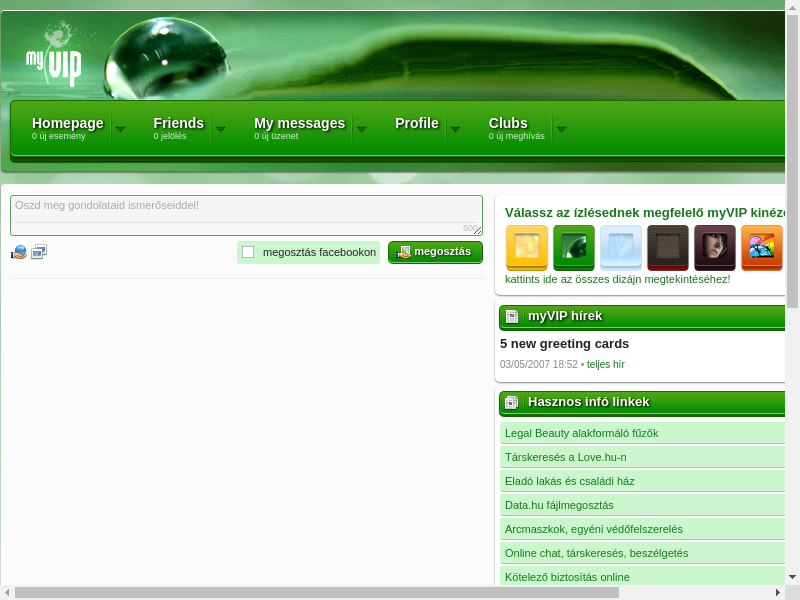 my VIP
Homepage
0 új esemény
Friends
0 jelölés
My messages
0 új üzenet
Profile
Clubs
0 új meghívás
Oszd meg gondolataid ismerőseiddel!
500
megosztás facebookon
megosztás
Válassz az ízlésednek megfelelő myVIP
kattints ide az összes dizájn megtekintéséhez!
myVIP hírek
5 new greeting cards
03/05/2007 18:52 • teljes hír
Hasznos infó linkek
Legal Beauty alakformáló fűzők
Társkeresés a Love.hu-n
Eladó lakás és családi ház
Data.hu fájlmegosztás
Arcmaszkok, egyéni védőfelszerelés
Online chat, társkeresés, beszélgetés
Kötelező biztosítás online